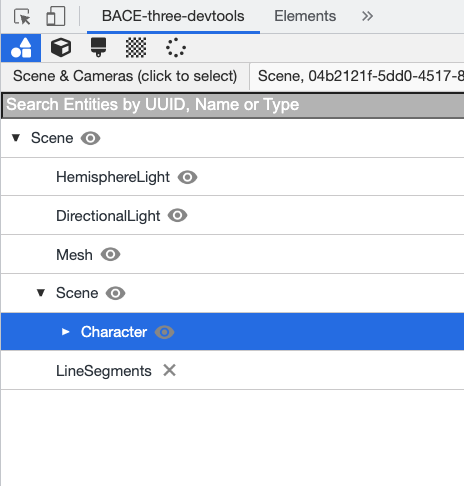 BACE-three-devtools Elements
Scene & Cameras (click to select) Scene, 04b2121f-5dd0-4517-8
Search Entities by UUID, Name or Type
Scene
HemisphereLight
DirectionalLight
Mesh
Scene
Character
LineSegments